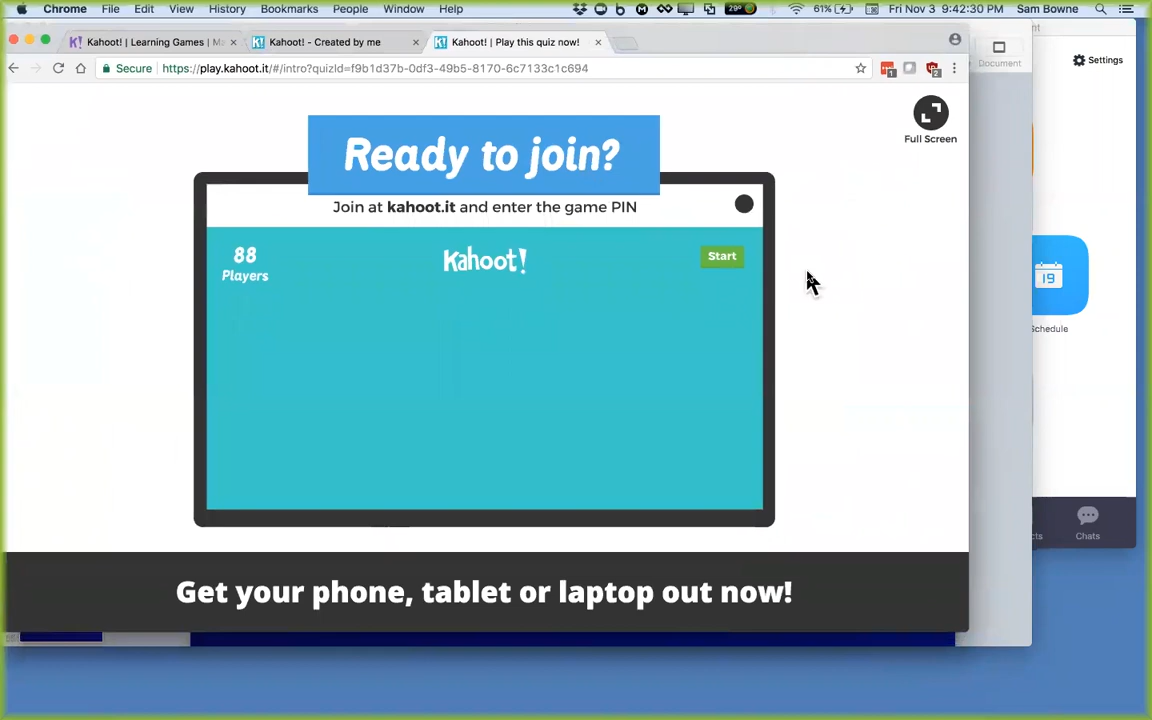 Chrome File Edit View History Bookmarks People Window Help 29° 61% Fri Nov 3 9:42:30 PM Sam Bowne
Kahoot! | Learning Games | M
Kahoot! - Created by me
Kahoot! | Play this quiz now!
Secure | https://play.kahoot.it/#/intro?quizId=f9b1d37b-0df3-49b5-8170-6c7133c1c694
Document
Settings
Full Screen
Ready to join?
Join at kahoot.it and enter the game PIN
88
Players
Kahoot!
Start
19
Schedule
Chats
Get your phone, tablet or laptop out now!